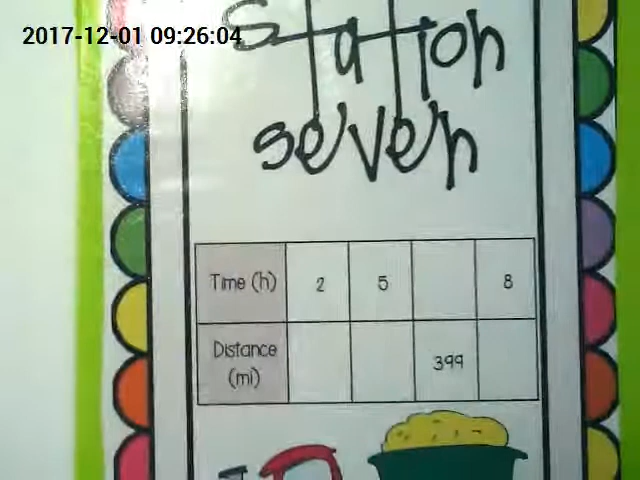 2017-12-01 09:26:04
station
seven
Time (h) 2 5 8
Distance
(mi) 399